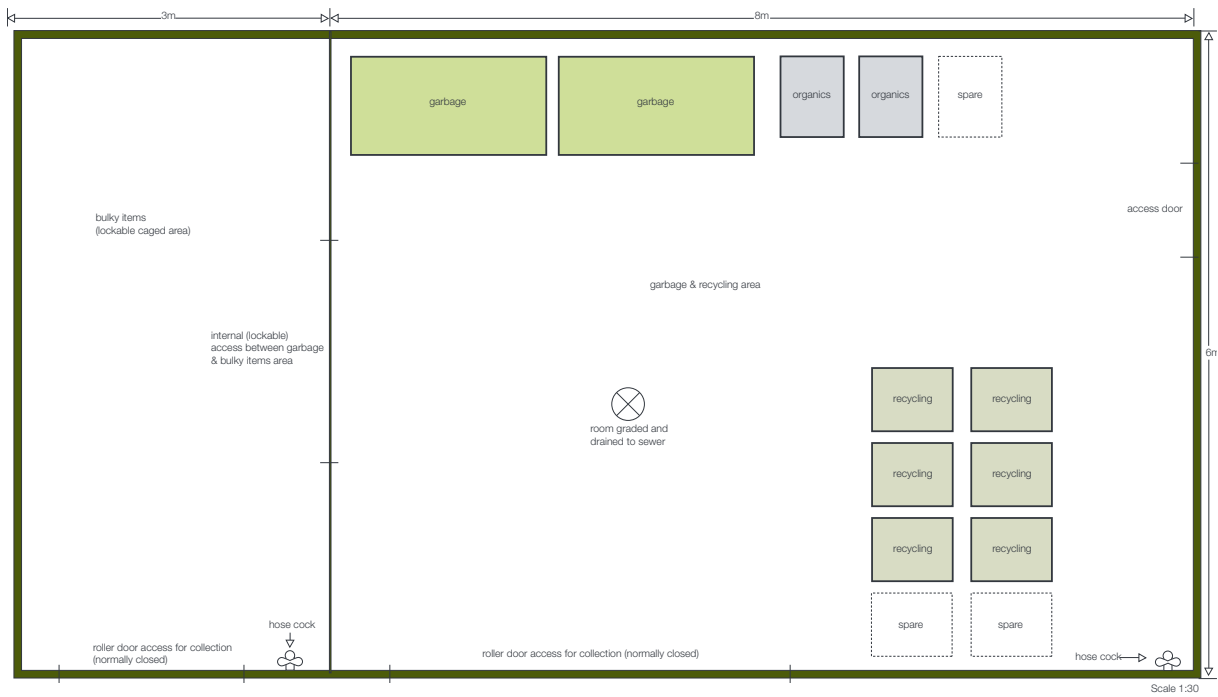 3m
8m
garbage
garbage
organics
organics
spare
bulky items
(lockable caged area)
access door
garbage & recycling area
internal (lockable)
access between garbage
& bulky items area
6m
recycling
recycling
room graded and
drained to sewer
recycling
recycling
recycling
recycling
spare
spare
hose cock
roller door access for collection
(normally closed)
roller door access for collection (normally closed)
hose cock
Scale 1:30